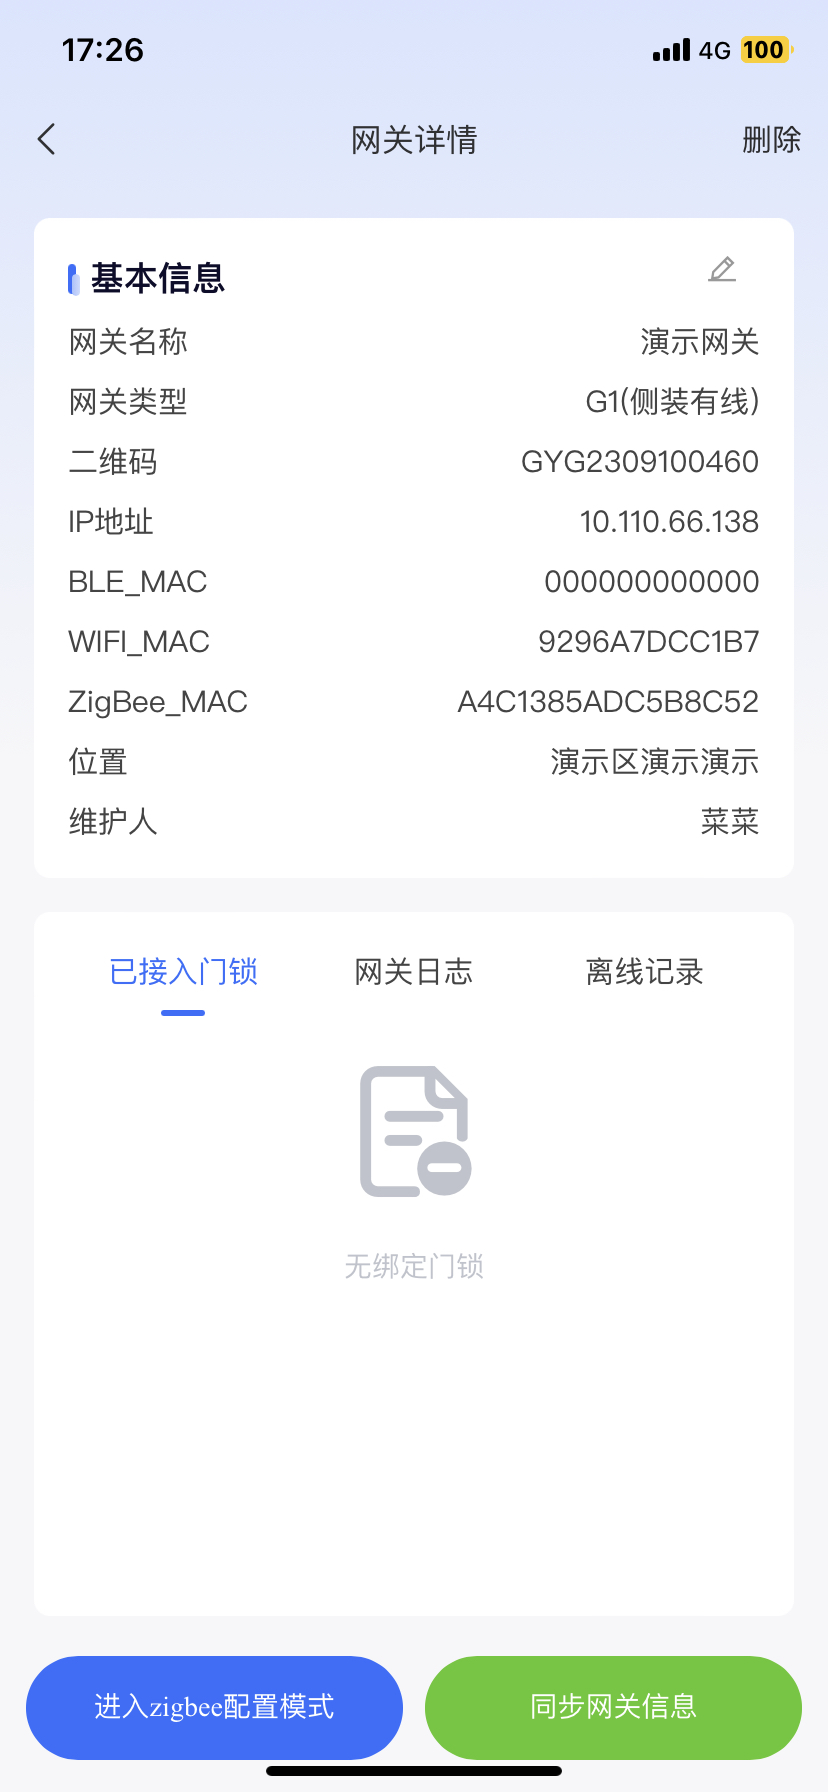 17:26 4G 100
网关详情 删除
基本信息
网关名称 演示网关
网关类型 G1(侧装有线)
二维码 GYG2309100460
IP地址 10.110.66.138
BLE_MAC 000000000000
WIFI_MAC 9296A7DCC1B7
ZigBee_MAC A4C1385ADC5B8C52
位置 演示区演示演示
维护人 菜菜
已接入门锁 网关日志 离线记录
无绑定门锁
进入zigbee配置模式 同步网关信息